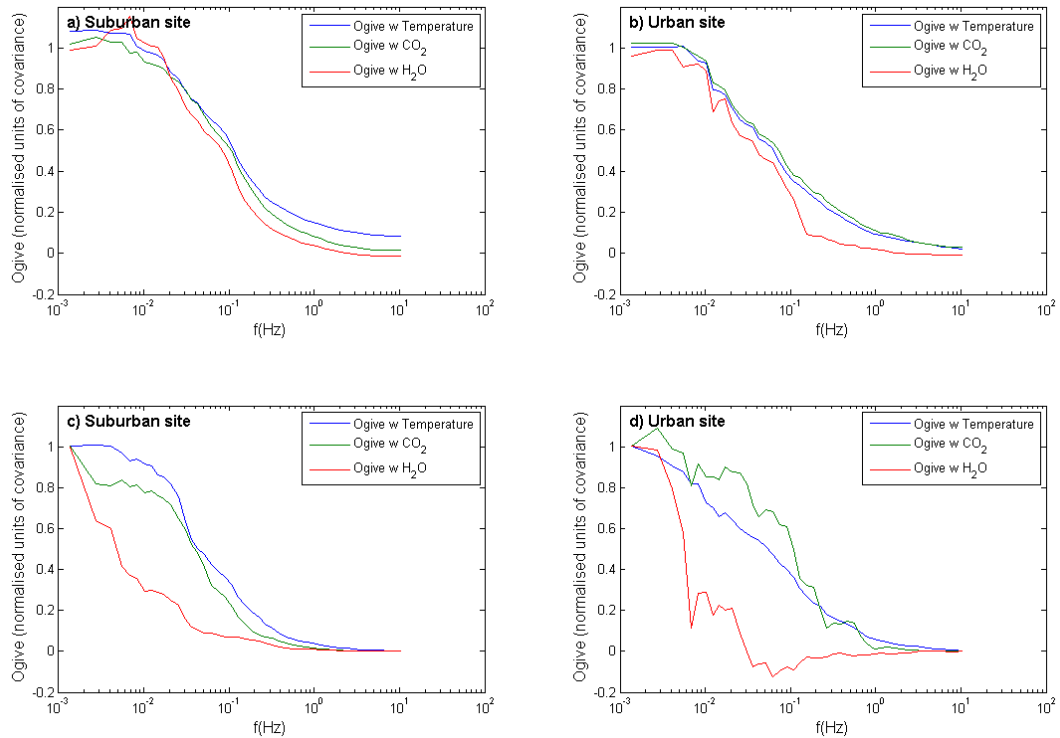 a) Suburban site
Ogive w Temperature
Ogive w CO2
Ogive w H2O
Ogive (normalised units of covariance)
1
0.8
0.6
0.4
0.2
0
-0.2
10-3
10-2
10-1
100
101
102
f(Hz)
b) Urban site
Ogive w Temperature
Ogive w CO2
Ogive w H2O
Ogive (normalised units of covariance)
1
0.8
0.6
0.4
0.2
0
-0.2
10-3
10-2
10-1
100
101
102
f(Hz)
c) Suburban site
Ogive w Temperature
Ogive w CO2
Ogive w H2O
Ogive (normalised units of covariance)
1
0.8
0.6
0.4
0.2
0
-0.2
10-3
10-2
10-1
100
101
102
f(Hz)
d) Urban site
Ogive w Temperature
Ogive w CO2
Ogive w H2O
Ogive (normalised units of covariance)
1
0.8
0.6
0.4
0.2
0
-0.2
10-3
10-2
10-1
100
101
102
f(Hz)